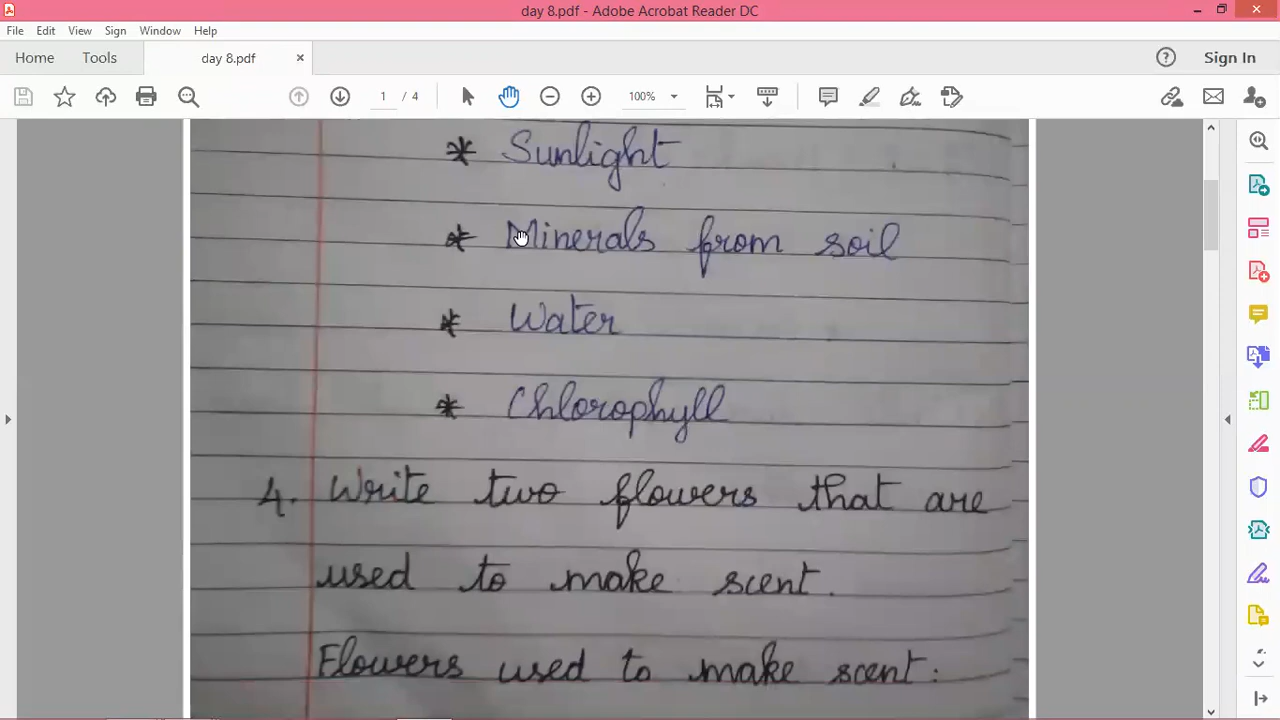 day 8.pdf - Adobe Acrobat Reader DC
File Edit View Sign Window Help
Home Tools day 8.pdf × Sign In
1 / 4 100%
* Sunlight
* Minerals from soil
* Water
* Chlorophyll
4. Write two flowers that are
used to make scent.
Flowers used to make scent: